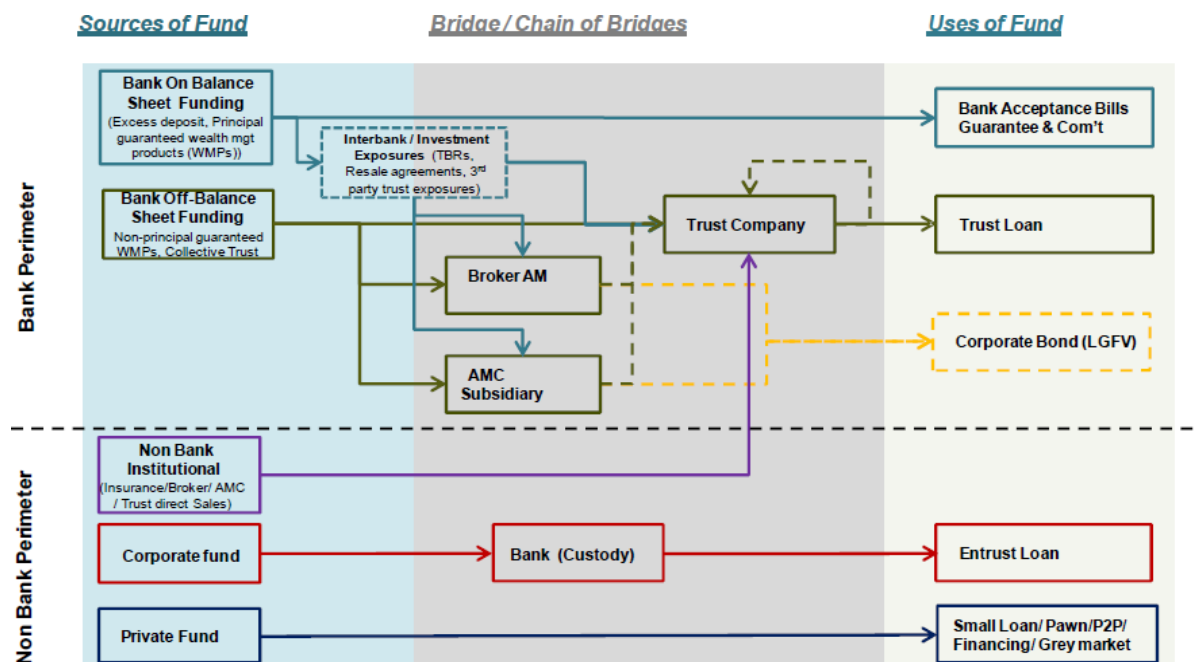 Sources of Fund
Bridge / Chain of Bridges
Uses of Fund
Bank Perimeter
Bank On Balance
Sheet Funding
(Excess deposit, Principal
guaranteed wealth mgt
products (WMPs))
Interbank / Investment
Exposures (TBRs,
Resale agreements, 3rd
party trust exposures)
Bank Acceptance Bills
Guarantee & Com't
Bank Off-Balance
Sheet Funding
Non-principal guaranteed
WMPs, Collective Trust
Trust Company
Trust Loan
Broker AM
Corporate Bond (LGFV)
AMC
Subsidiary
Non Bank Perimeter
Non Bank
Institutional
(Insurance/Broker/ AMC
/ Trust direct Sales)
Corporate fund
Bank (Custody)
Entrust Loan
Private Fund
Small Loan/ Pawn/P2P/
Financing/ Grey market